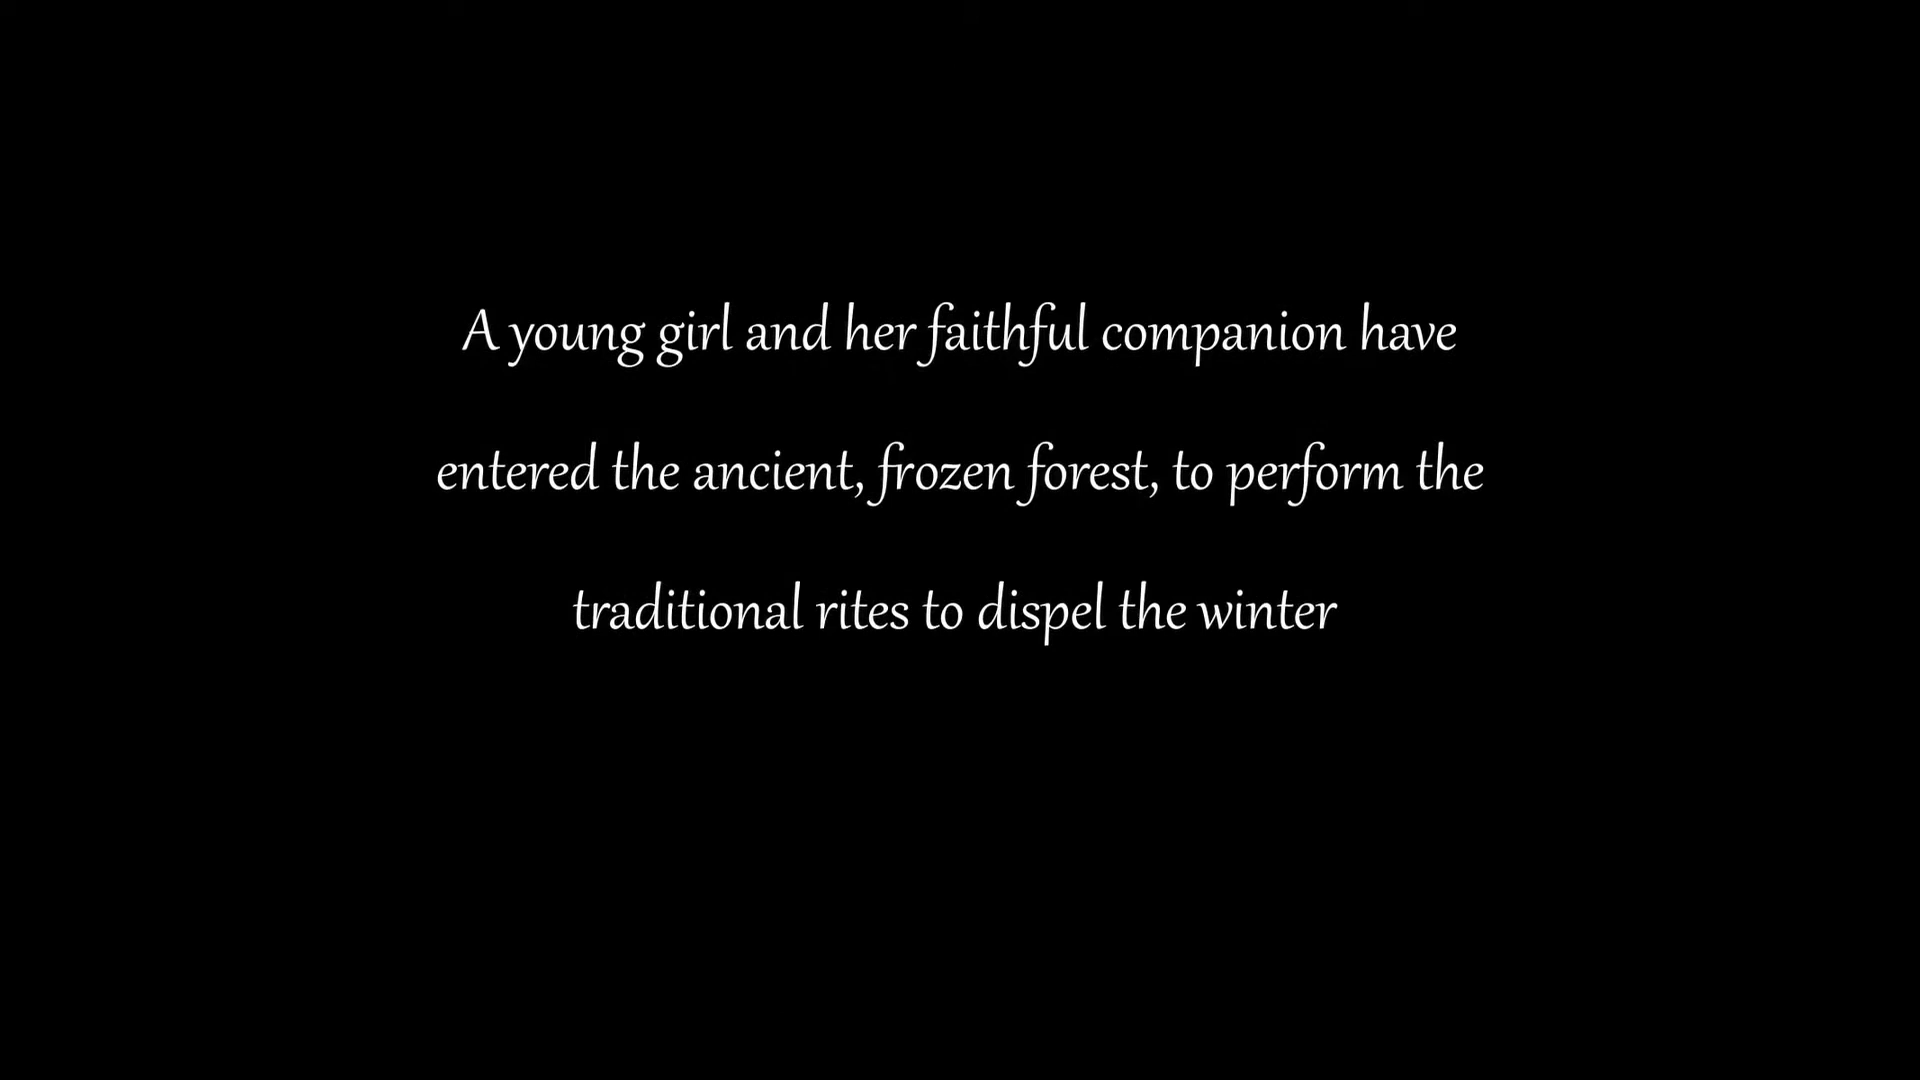 A young girl and her faithful companion have
entered the ancient, frozen forest, to perform the
traditional rites to dispel the winter